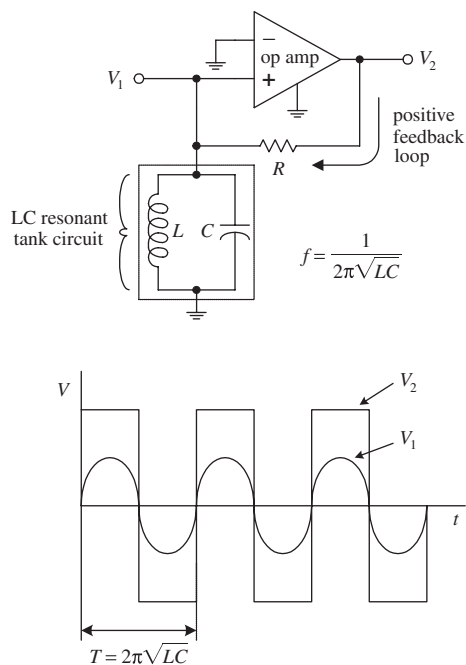 −
op amp
+
V₁
V₂
positive
feedback
loop
R
LC resonant
tank circuit
L
C
f = 1 / 2π√LC
V
V₂
V₁
t
T = 2π√LC